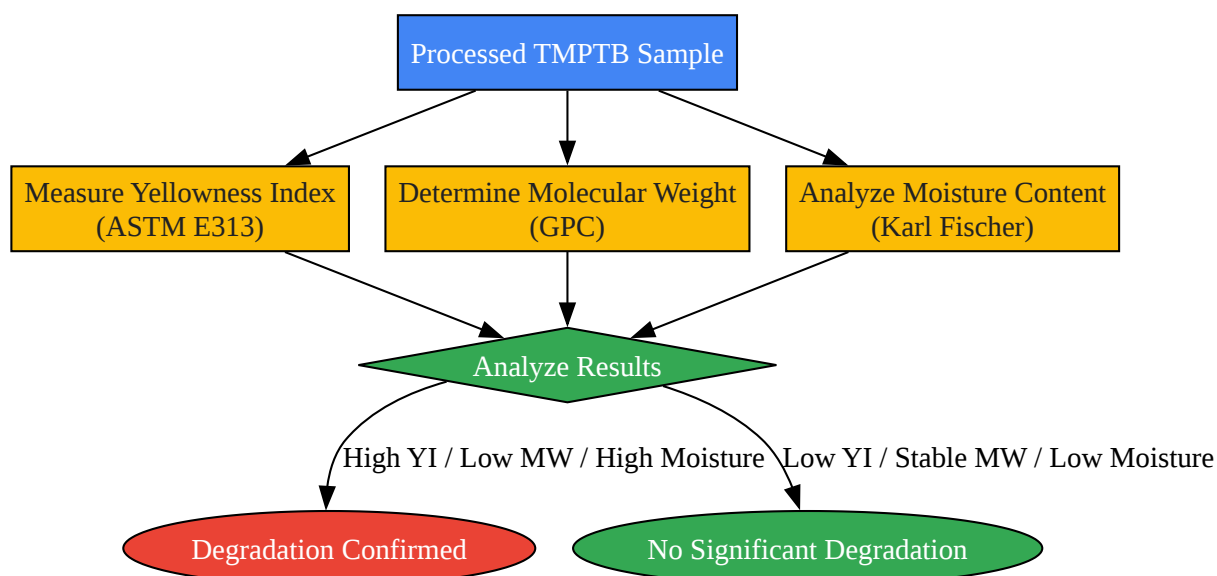 Processed TMPTB Sample
Measure Yellowness Index
(ASTM E313)
Determine Molecular Weight
(GPC)
Analyze Moisture Content
(Karl Fischer)
Analyze Results
High YI / Low MW / High Moisture
Low YI / Stable MW / Low Moisture
Degradation Confirmed
No Significant Degradation